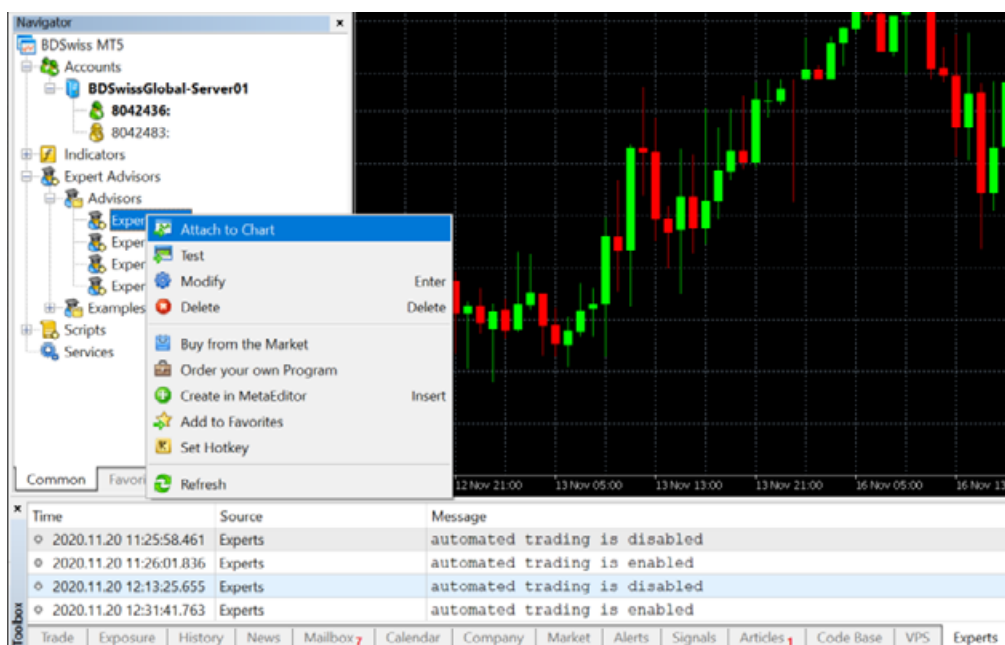 Navigator
BDSwiss MT5
Accounts
BDSwissGlobal-Server01
8042436:
8042483:
Indicators
Expert Advisors
Advisors
Exper
Exper
Exper
Exper
Examples
Scripts
Services
Attach to Chart
Test
Modify Enter
Delete Delete
Buy from the Market
Order your own Program
Create in MetaEditor Insert
Add to Favorites
Set Hotkey
Refresh
Common Favori
12 Nov 21:00 13 Nov 05:00 13 Nov 13:00 13 Nov 21:00 16 Nov 05:00 16 Nov 13
Time Source Message
2020.11.20 11:25:58.461 Experts automated trading is disabled
2020.11.20 11:26:01.836 Experts automated trading is enabled
2020.11.20 12:13:25.655 Experts automated trading is disabled
2020.11.20 12:31:41.763 Experts automated trading is enabled
Toolbox
Trade Exposure History News Mailbox 7 Calendar Company Market Alerts Signals Articles 1 Code Base VPS Experts